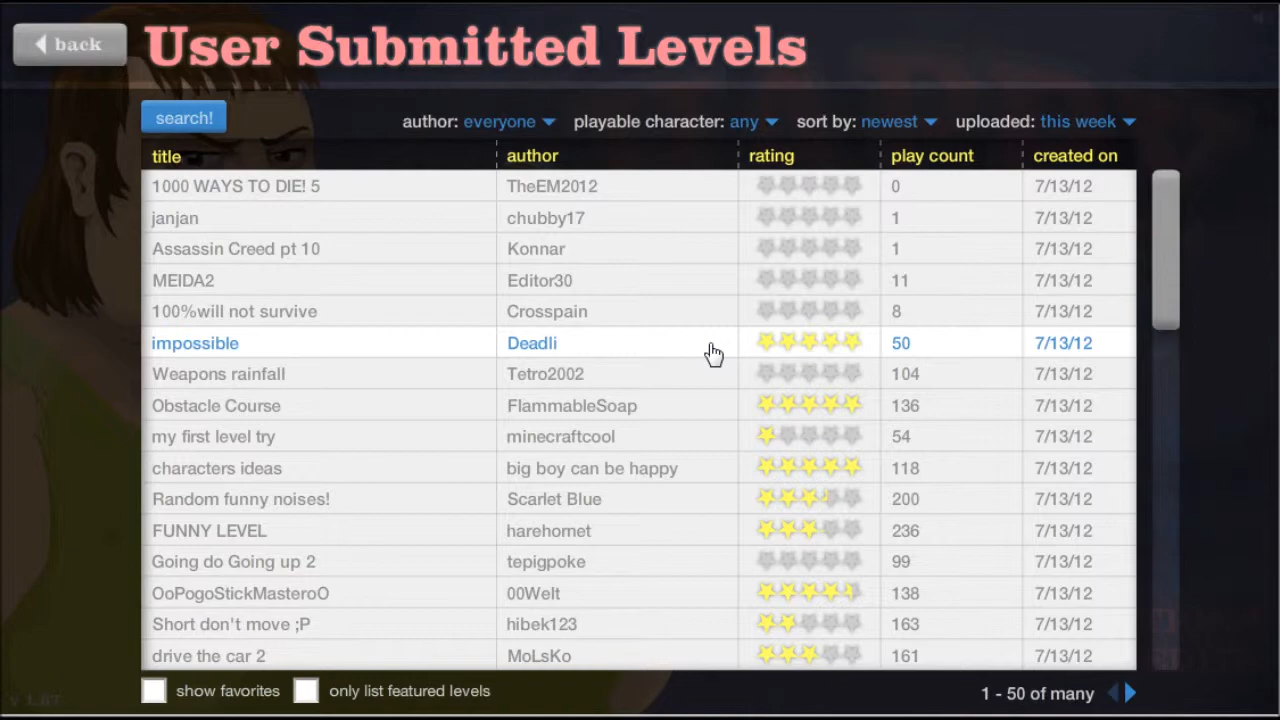 back
User Submitted Levels
search!
author: everyone playable character: any sort by: newest uploaded: this week
title author rating play count created on
1000 WAYS TO DIE! 5 TheEM2012 0 7/13/12
janjan chubby17 1 7/13/12
Assassin Creed pt 10 Konnar 1 7/13/12
MEIDA2 Editor30 11 7/13/12
100%will not survive Crosspain 8 7/13/12
impossible Deadli 50 7/13/12
Weapons rainfall Tetro2002 104 7/13/12
Obstacle Course FlammableSoap 136 7/13/12
my first level try minecraftcool 54 7/13/12
characters ideas big boy can be happy 118 7/13/12
Random funny noises! Scarlet Blue 200 7/13/12
FUNNY LEVEL harehomet 236 7/13/12
Going do Going up 2 tepigpoke 99 7/13/12
OoPogoStickMasteroO 00Welt 138 7/13/12
Short don't move ;P hibek123 163 7/13/12
drive the car 2 MoLsKo 161 7/13/12
show favorites only list featured levels 1 - 50 of many